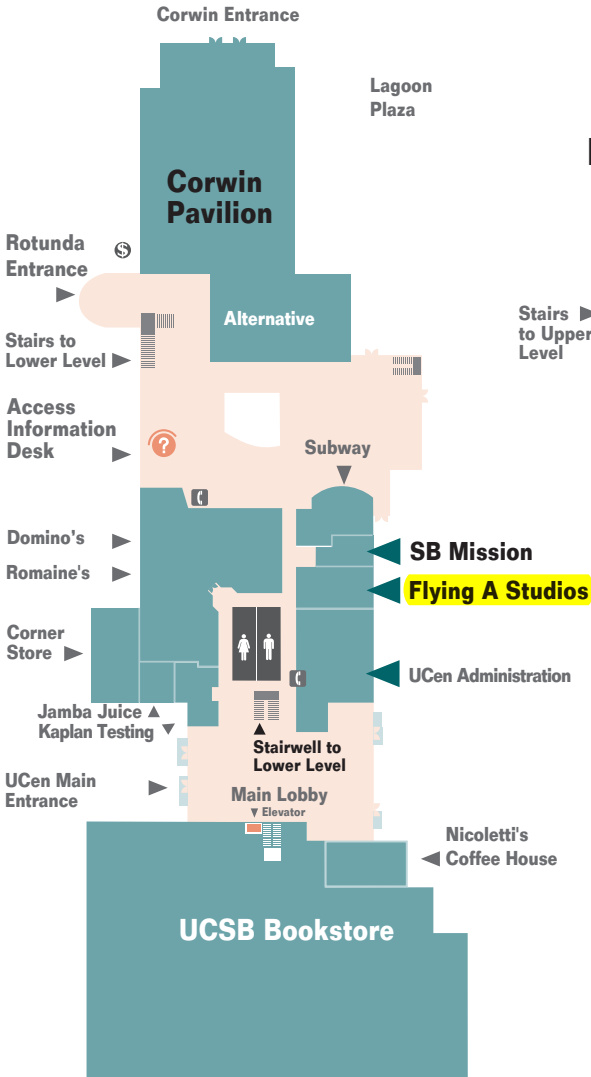 Corwin Entrance
Lagoon
Plaza
Corwin
Pavilion
Rotunda
Entrance
$
Alternative
Stairs to
Lower Level
Stairs
to Upper
Level
Access
Information
Desk
?
Subway
Domino's
Romaine's
SB Mission
Flying A Studios
Corner
Store
UCen Administration
Jamba Juice
Kaplan Testing
Stairwell to
Lower Level
UCen Main
Entrance
Main Lobby
Elevator
Nicoletti's
Coffee House
UCSB Bookstore